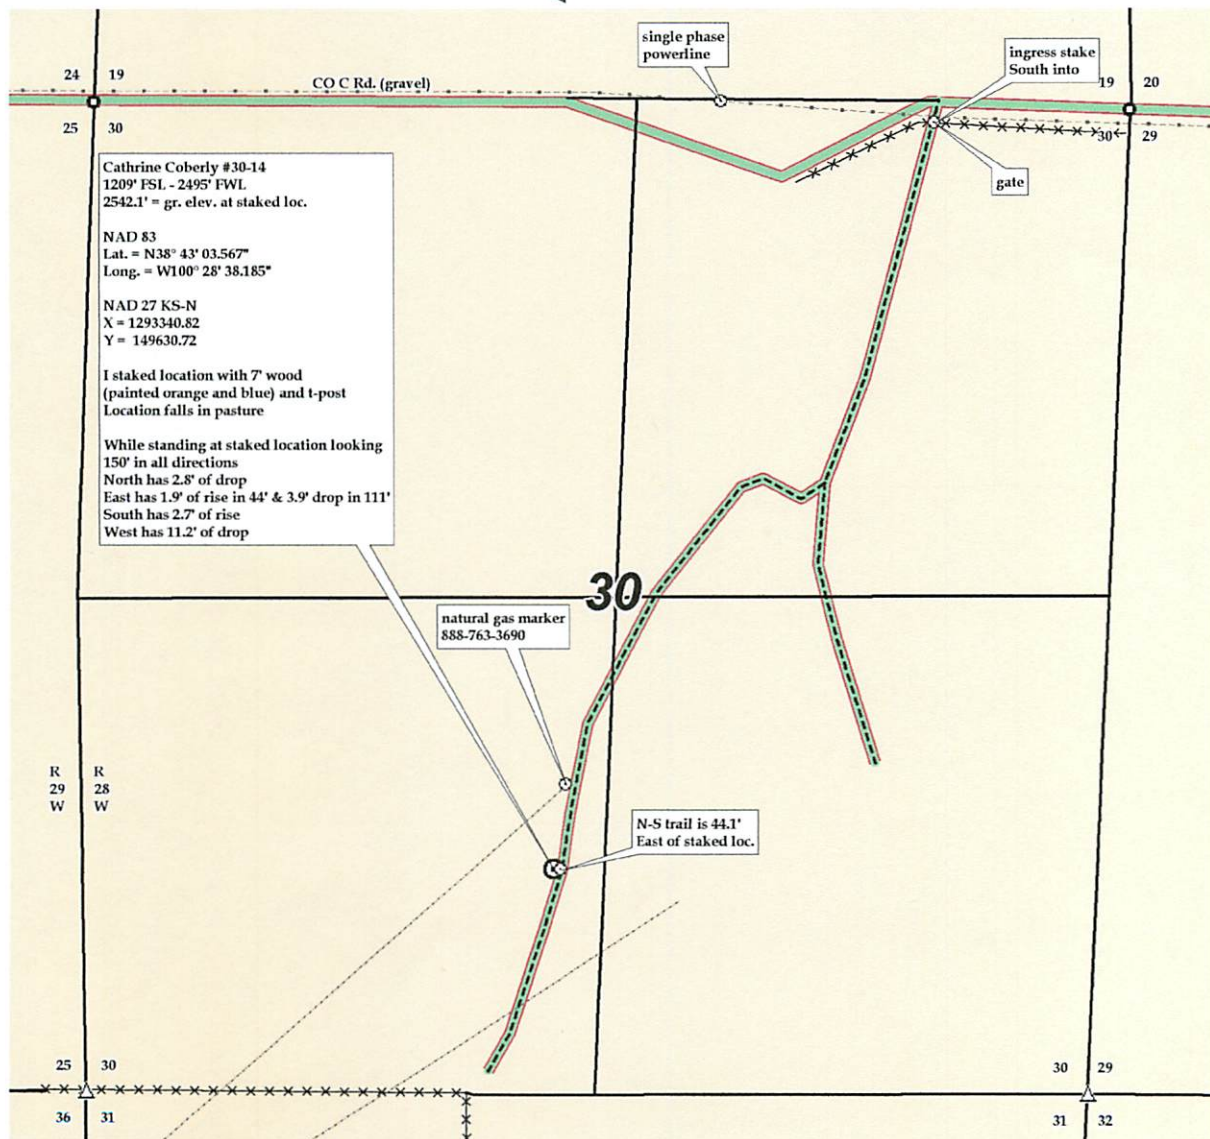 single phase
powerline
ingress stake
South into
24 19
CO C Rd. (gravel)
19 20
25 30
30 29
gate
Cathrine Coberly #30-14
1209' FSL - 2495' FWL
2542.1' = gr. elev. at staked loc.
NAD 83
Lat. = N38° 43' 03.567"
Long. = W100° 28' 38.185"
NAD 27 KS-N
X = 1293340.82
Y = 149630.72
I staked location with 7' wood
(painted orange and blue) and t-post
Location falls in pasture
While standing at staked location looking
150' in all directions
North has 2.8' of drop
East has 1.9' of rise in 44' & 3.9' drop in 111'
South has 2.7' of rise
West has 11.2' of drop
30
natural gas marker
888-763-3690
R R
29 28
W W
N-S trail is 44.1'
East of staked loc.
25 30
30 29
36 31
31 32